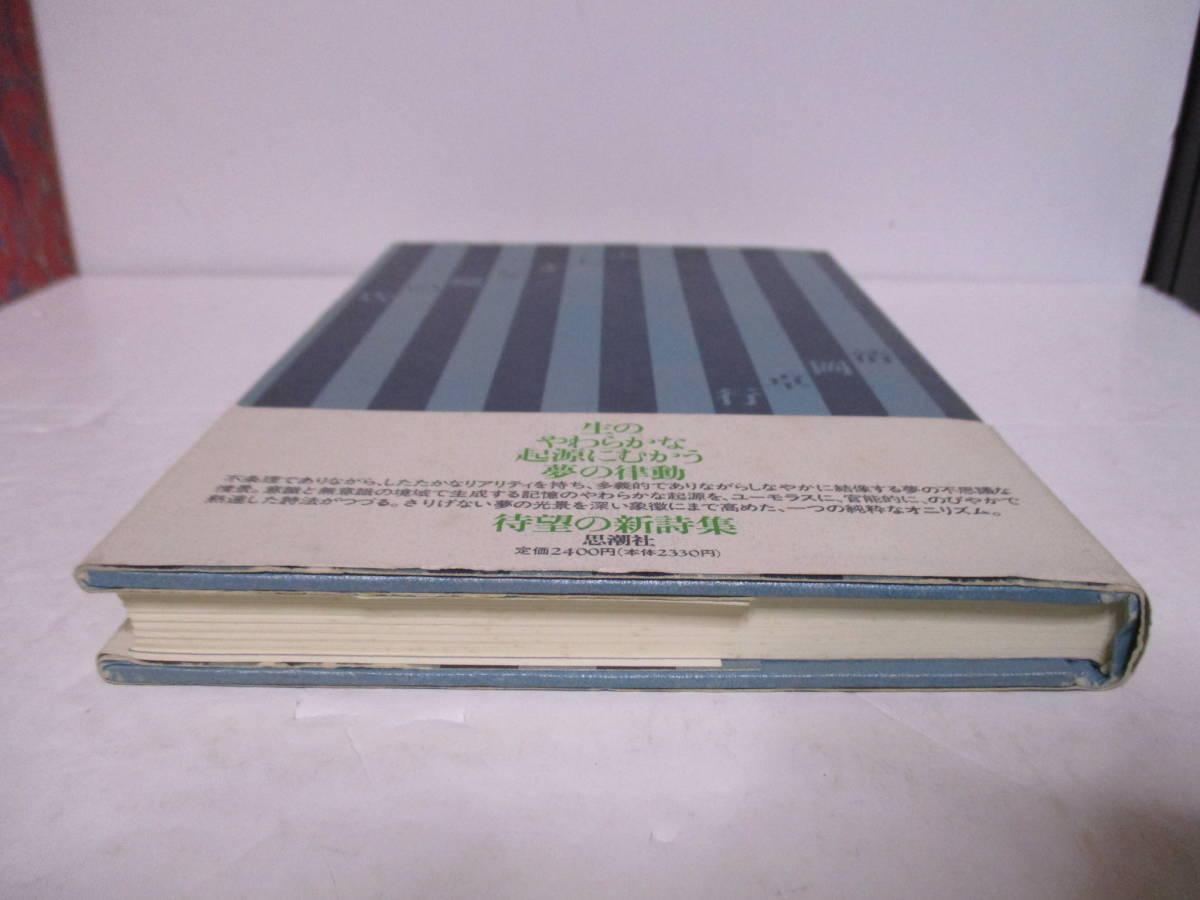 生の
やわらかな
起源にむかう
夢の律動
不条理でありながら、したたかなリアリティを持ち、多義的でありながらしなやかに結像する夢の不思議な
情景。意識と無意識の境域で生成する記憶のやわらかな起源を、ユーモラスに、官能的に、のびやかで
熟達した詩法がつづる。さりげない夢の光景を深い象徴にまで高めた、一つの純粋なオニリズム。
待望の新詩集
思潮社
定価2400円(本体2330円)